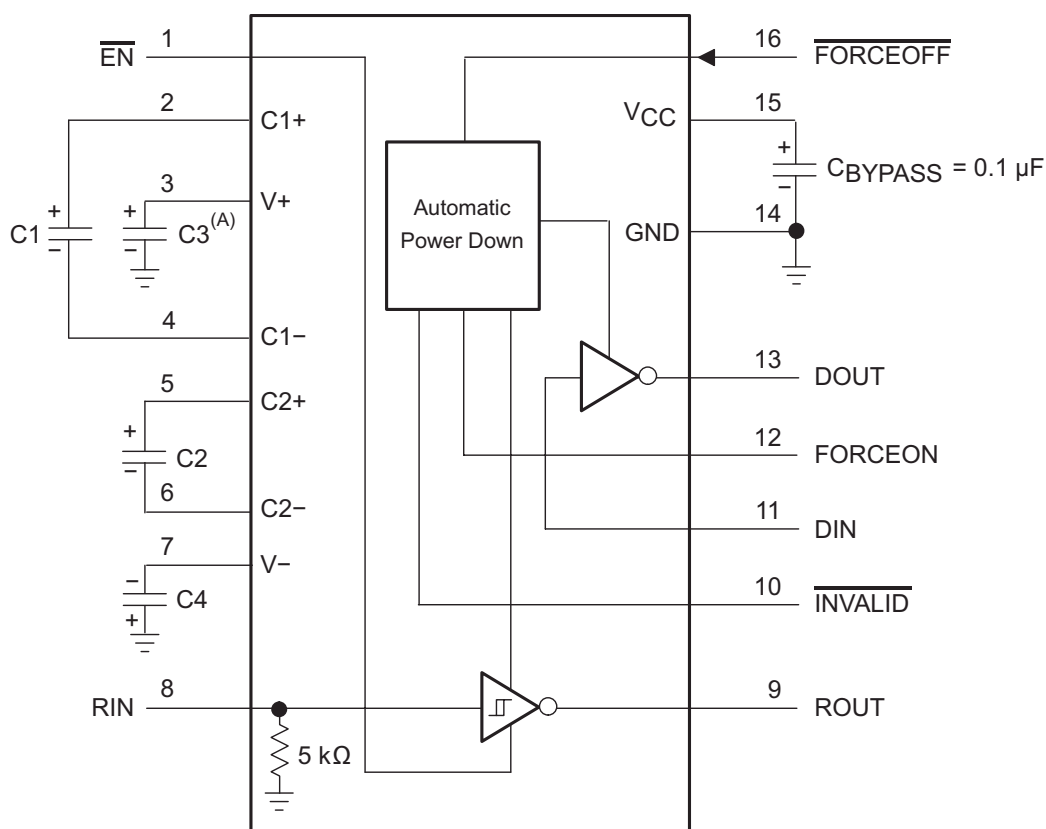 EN 1
16 FORCEOFF
2 C1+
VCC 15
+
+
CBYPASS = 0.1 µF
−
3 V+
Automatic
Power Down
14 GND
+
C1
−
+
C3(A)
−
4 C1−
13 DOUT
5 C2+
12 FORCEON
+
C2
−
6 C2−
11 DIN
7 V−
10 INVALID
−
C4
+
RIN 8
9 ROUT
5 kΩ